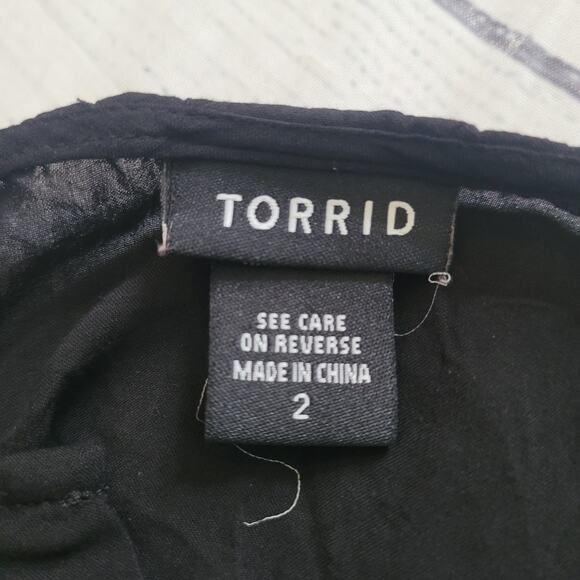 TORRID
SEE CARE
ON REVERSE
MADE IN CHINA
2